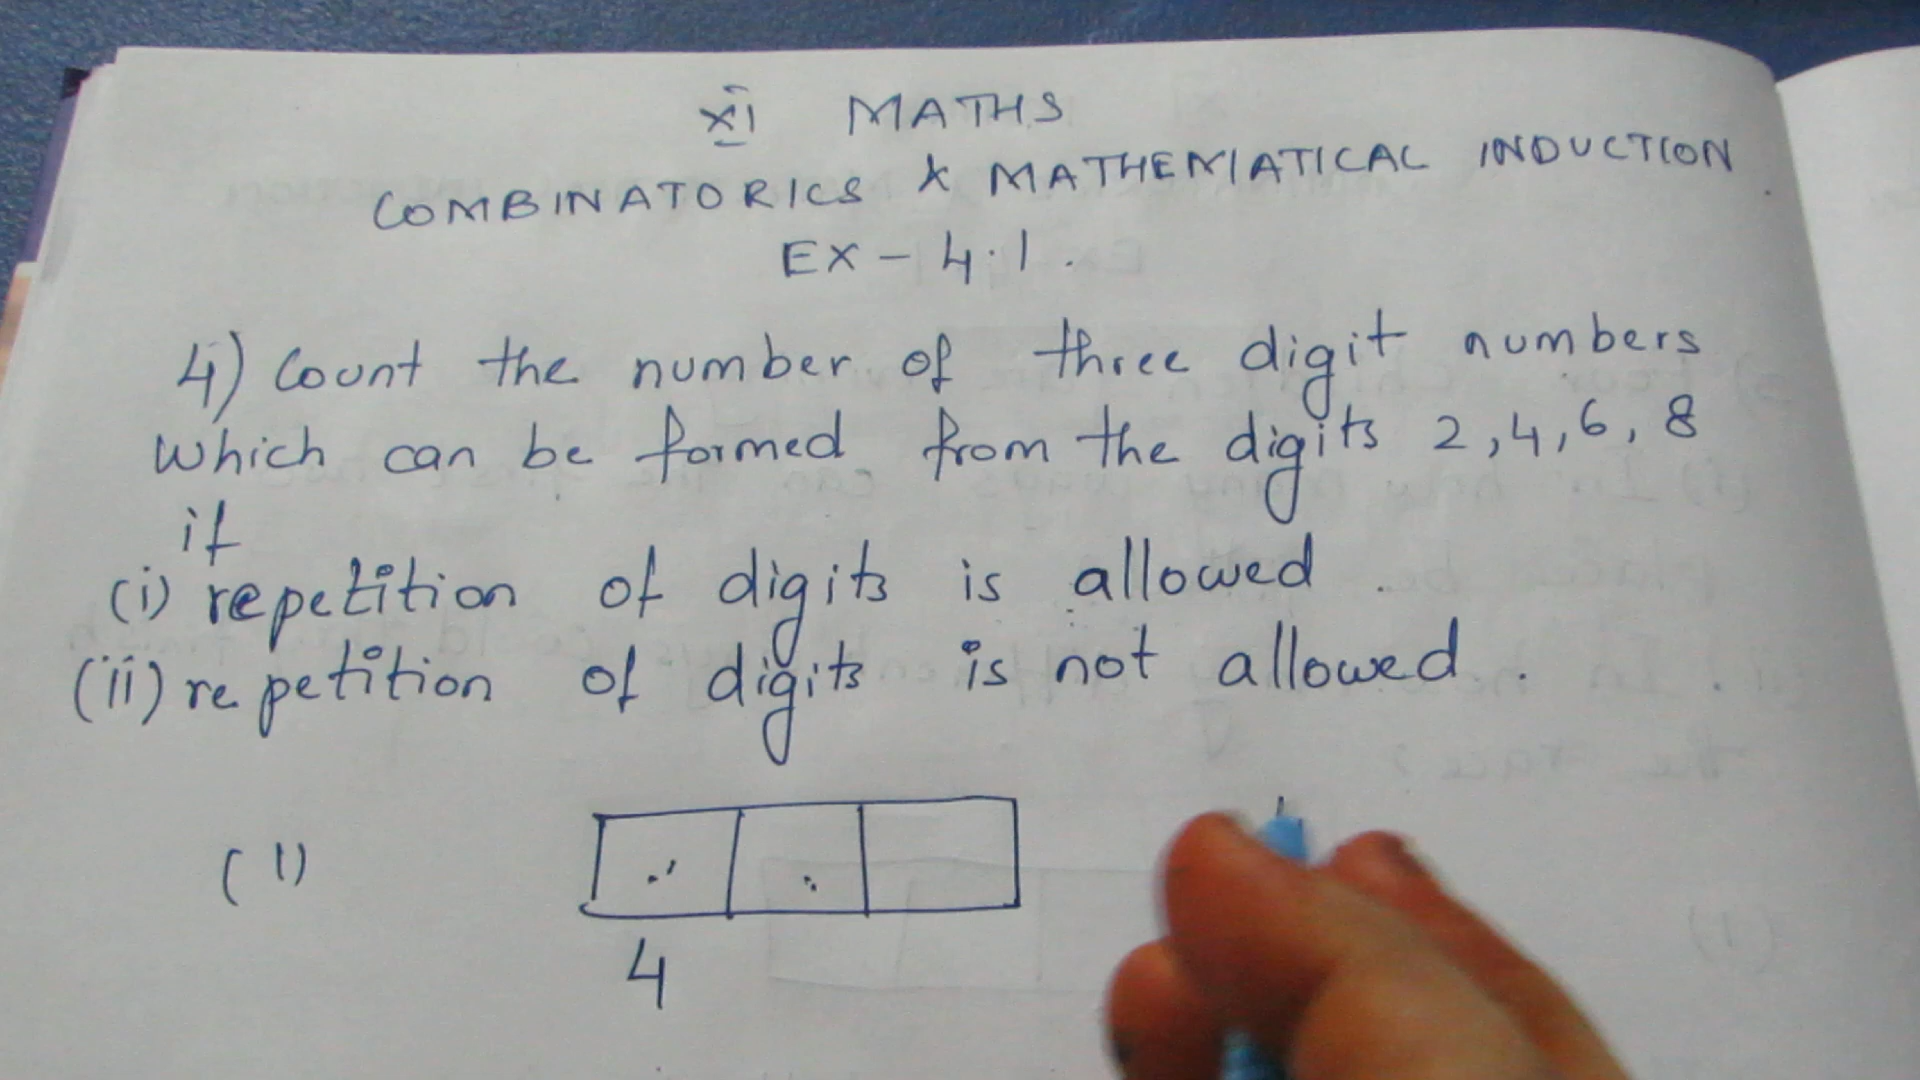 XI MATHS
COMBINATORICS & MATHEMATICAL INDUCTION
EX - 4.1.
4) Count the number of three digit numbers
which can be formed from the digits 2,4,6,8
if
(i) repetition of digits is allowed.
(ii) repetition of digits is not allowed.
(1)
4